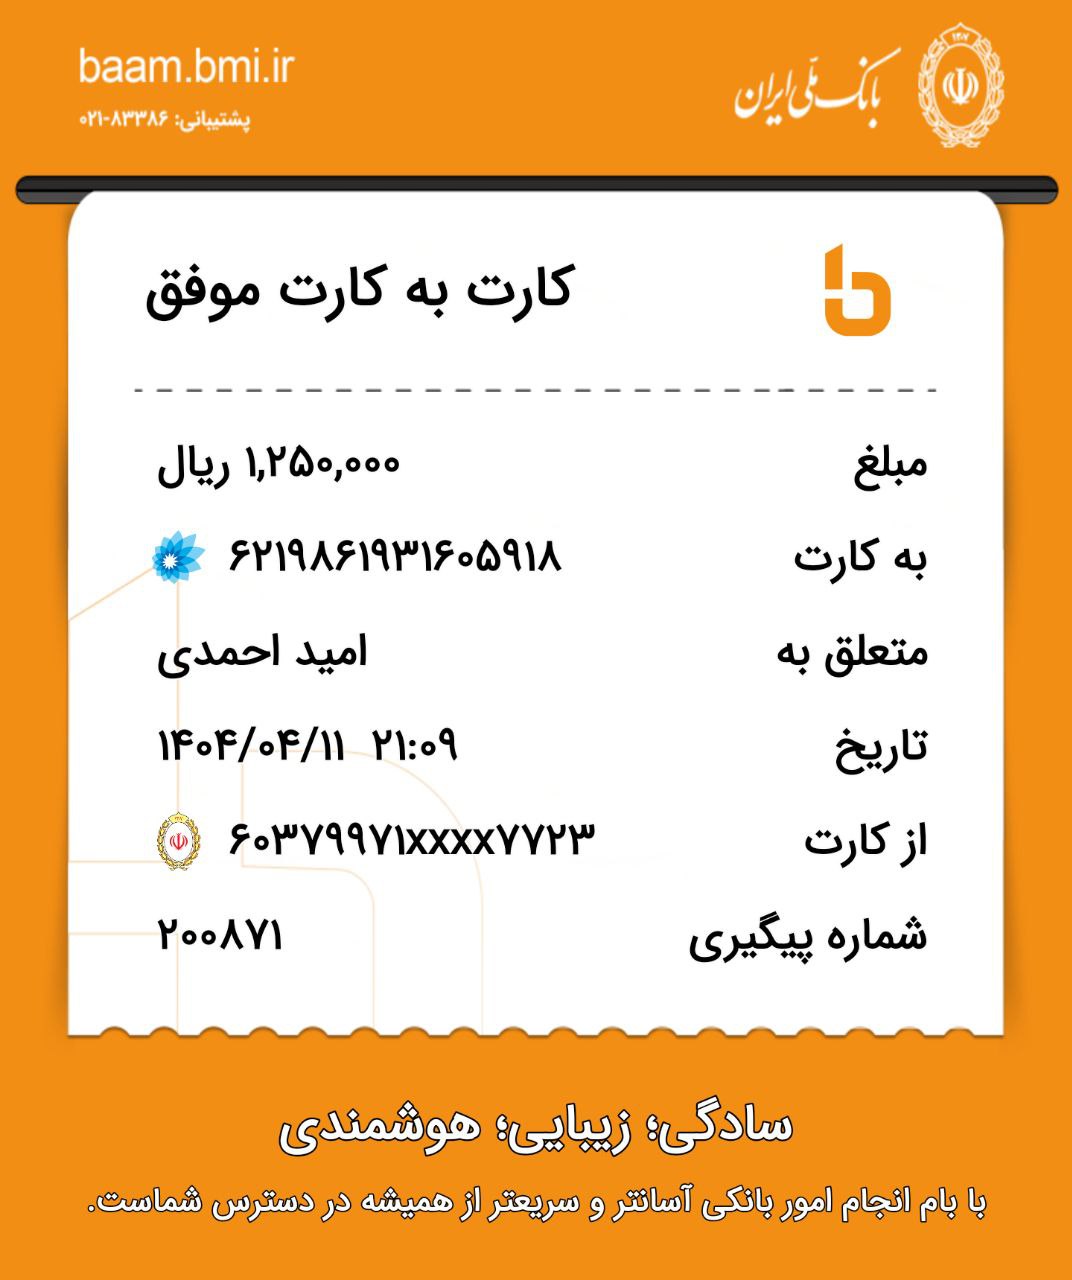 بانک ملی ایران
baam.bmi.ir
پشتیبانی: ۸۳۳۸۶-۰۲۱
کارت به کارت موفق
مبلغ ۱,۲۵۰,۰۰۰ ریال
به کارت ۶۲۱۹۸۶۱۹۳۱۶۰۵۹۱۸
متعلق به امید احمدی
تاریخ ۱۴۰۴/۰۴/۱۱ ۲۱:۰۹
از کارت ۶۰۳۷۹۹۷۱xxxx۷۷۲۳
شماره پیگیری ۲۰۰۸۷۱
سادگی؛ زیبایی؛ هوشمندی
با بام انجام امور بانکی آسانتر و سریعتر از همیشه در دسترس شماست.